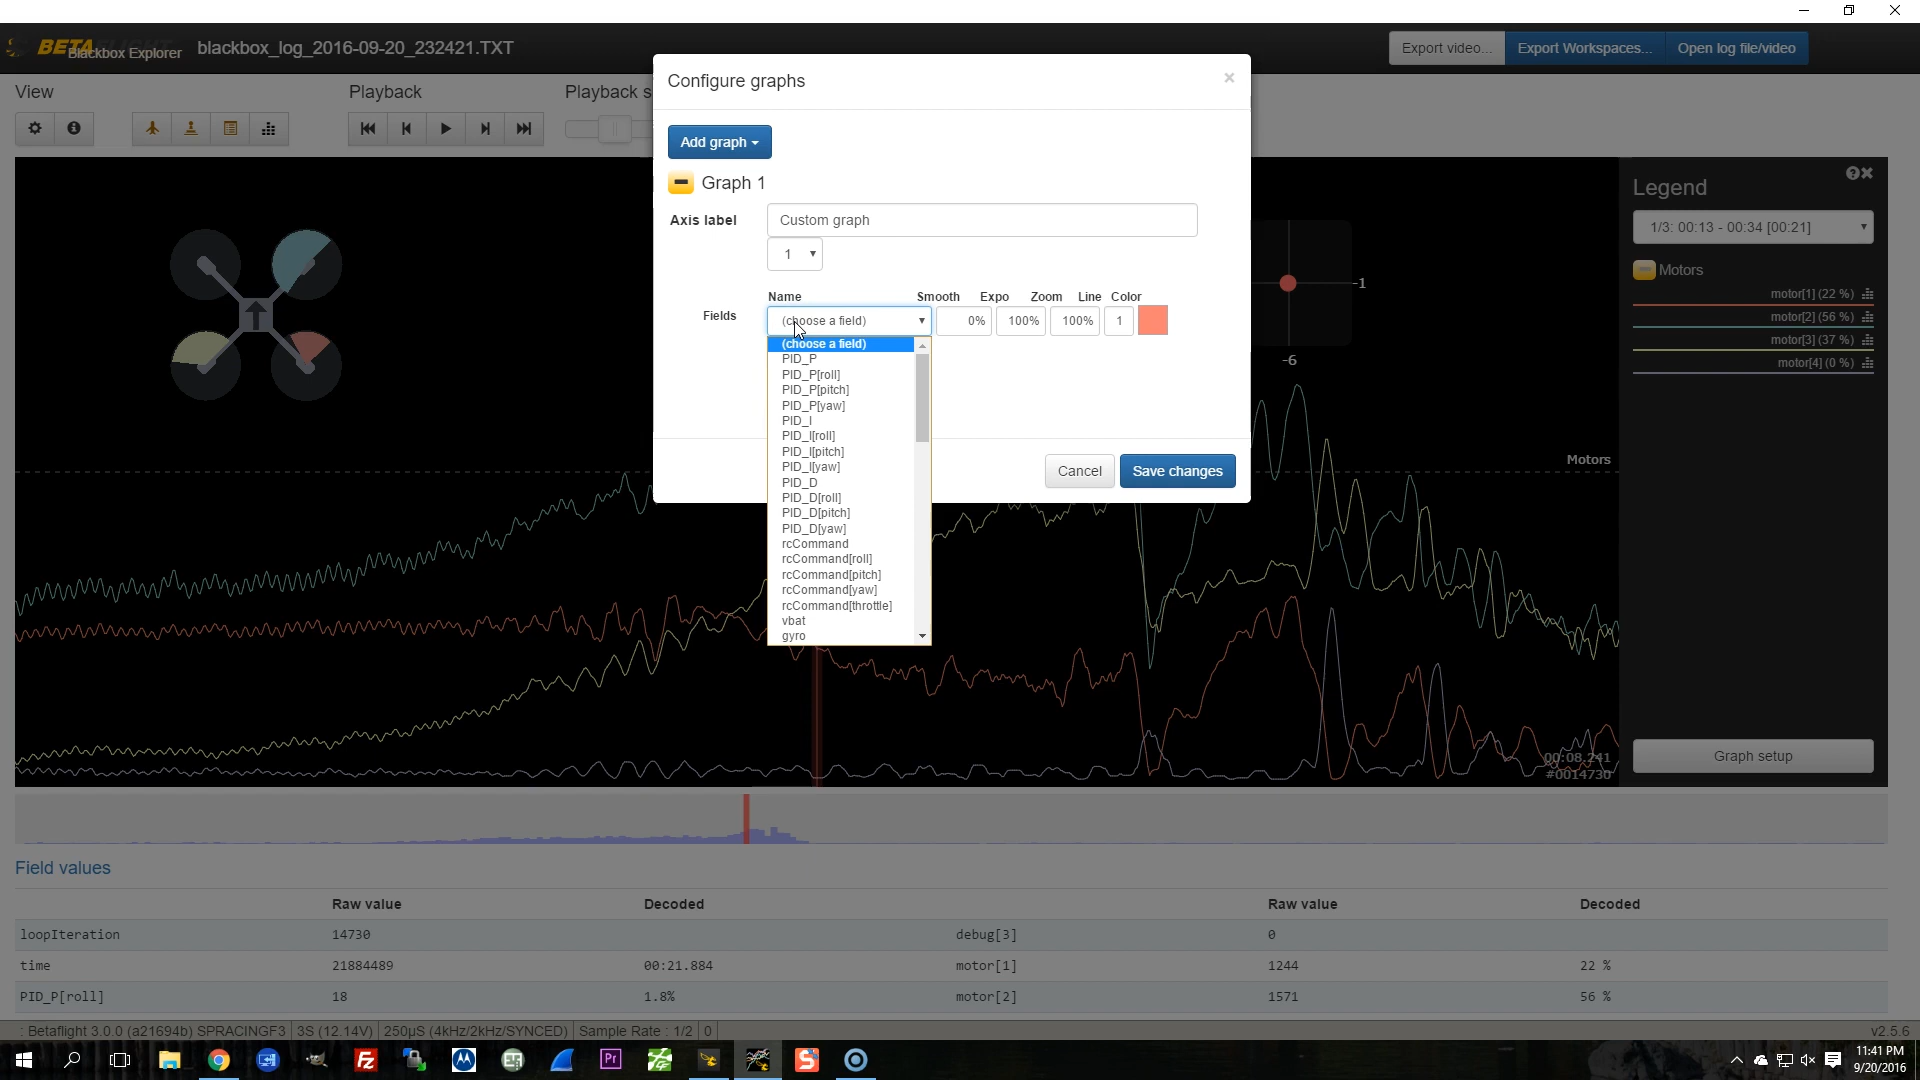 BETAFLIGHT
Blackbox Explorer
blackbox_log_2016-09-20_232421.TXT
Export video...
Export Workspaces...
Open log file/video
View
Playback
Playback s
Configure graphs
×
Add graph
Graph 1
Axis label
Custom graph
1
Name
Smooth
Expo
Zoom
Line
Color
Fields
(choose a field)
0%
100%
100%
1
(choose a field)
PID_P
PID_P[roll]
PID_P[pitch]
PID_P[yaw]
PID_I
PID_I[roll]
PID_I[pitch]
PID_I[yaw]
PID_D
PID_D[roll]
PID_D[pitch]
PID_D[yaw]
rcCommand
rcCommand[roll]
rcCommand[pitch]
rcCommand[yaw]
rcCommand[throttle]
vbat
gyro
Cancel
Save changes
-1
-6
Motors
00:08.241
#0014730
Legend
1/3: 00:13 - 00:34 [00:21]
Motors
motor[1] (22 %)
motor[2] (56 %)
motor[3] (37 %)
motor[4] (0 %)
Graph setup
Field values
Raw value
Decoded
Raw value
Decoded
loopIteration
14730
debug[3]
0
time
21884489
00:21.884
motor[1]
1244
22 %
PID_P[roll]
18
1.8%
motor[2]
1571
56 %
: Betaflight 3.0.0 (a21694b) SPRACINGF3
3S (12.14V)
250µS (4kHz/2kHz/SYNCED)
Sample Rate : 1/2
0
v2.5.6
11:41 PM
9/20/2016